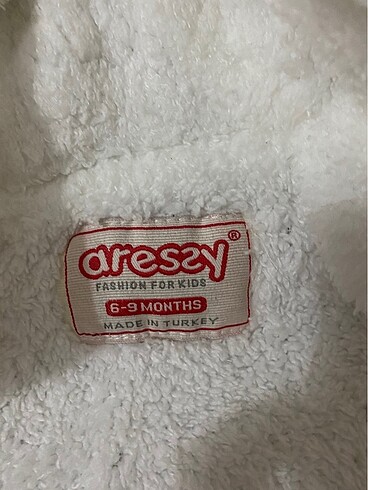 aressy®
FASHION FOR KIDS
6-9 MONTHS
MADE IN TURKEY